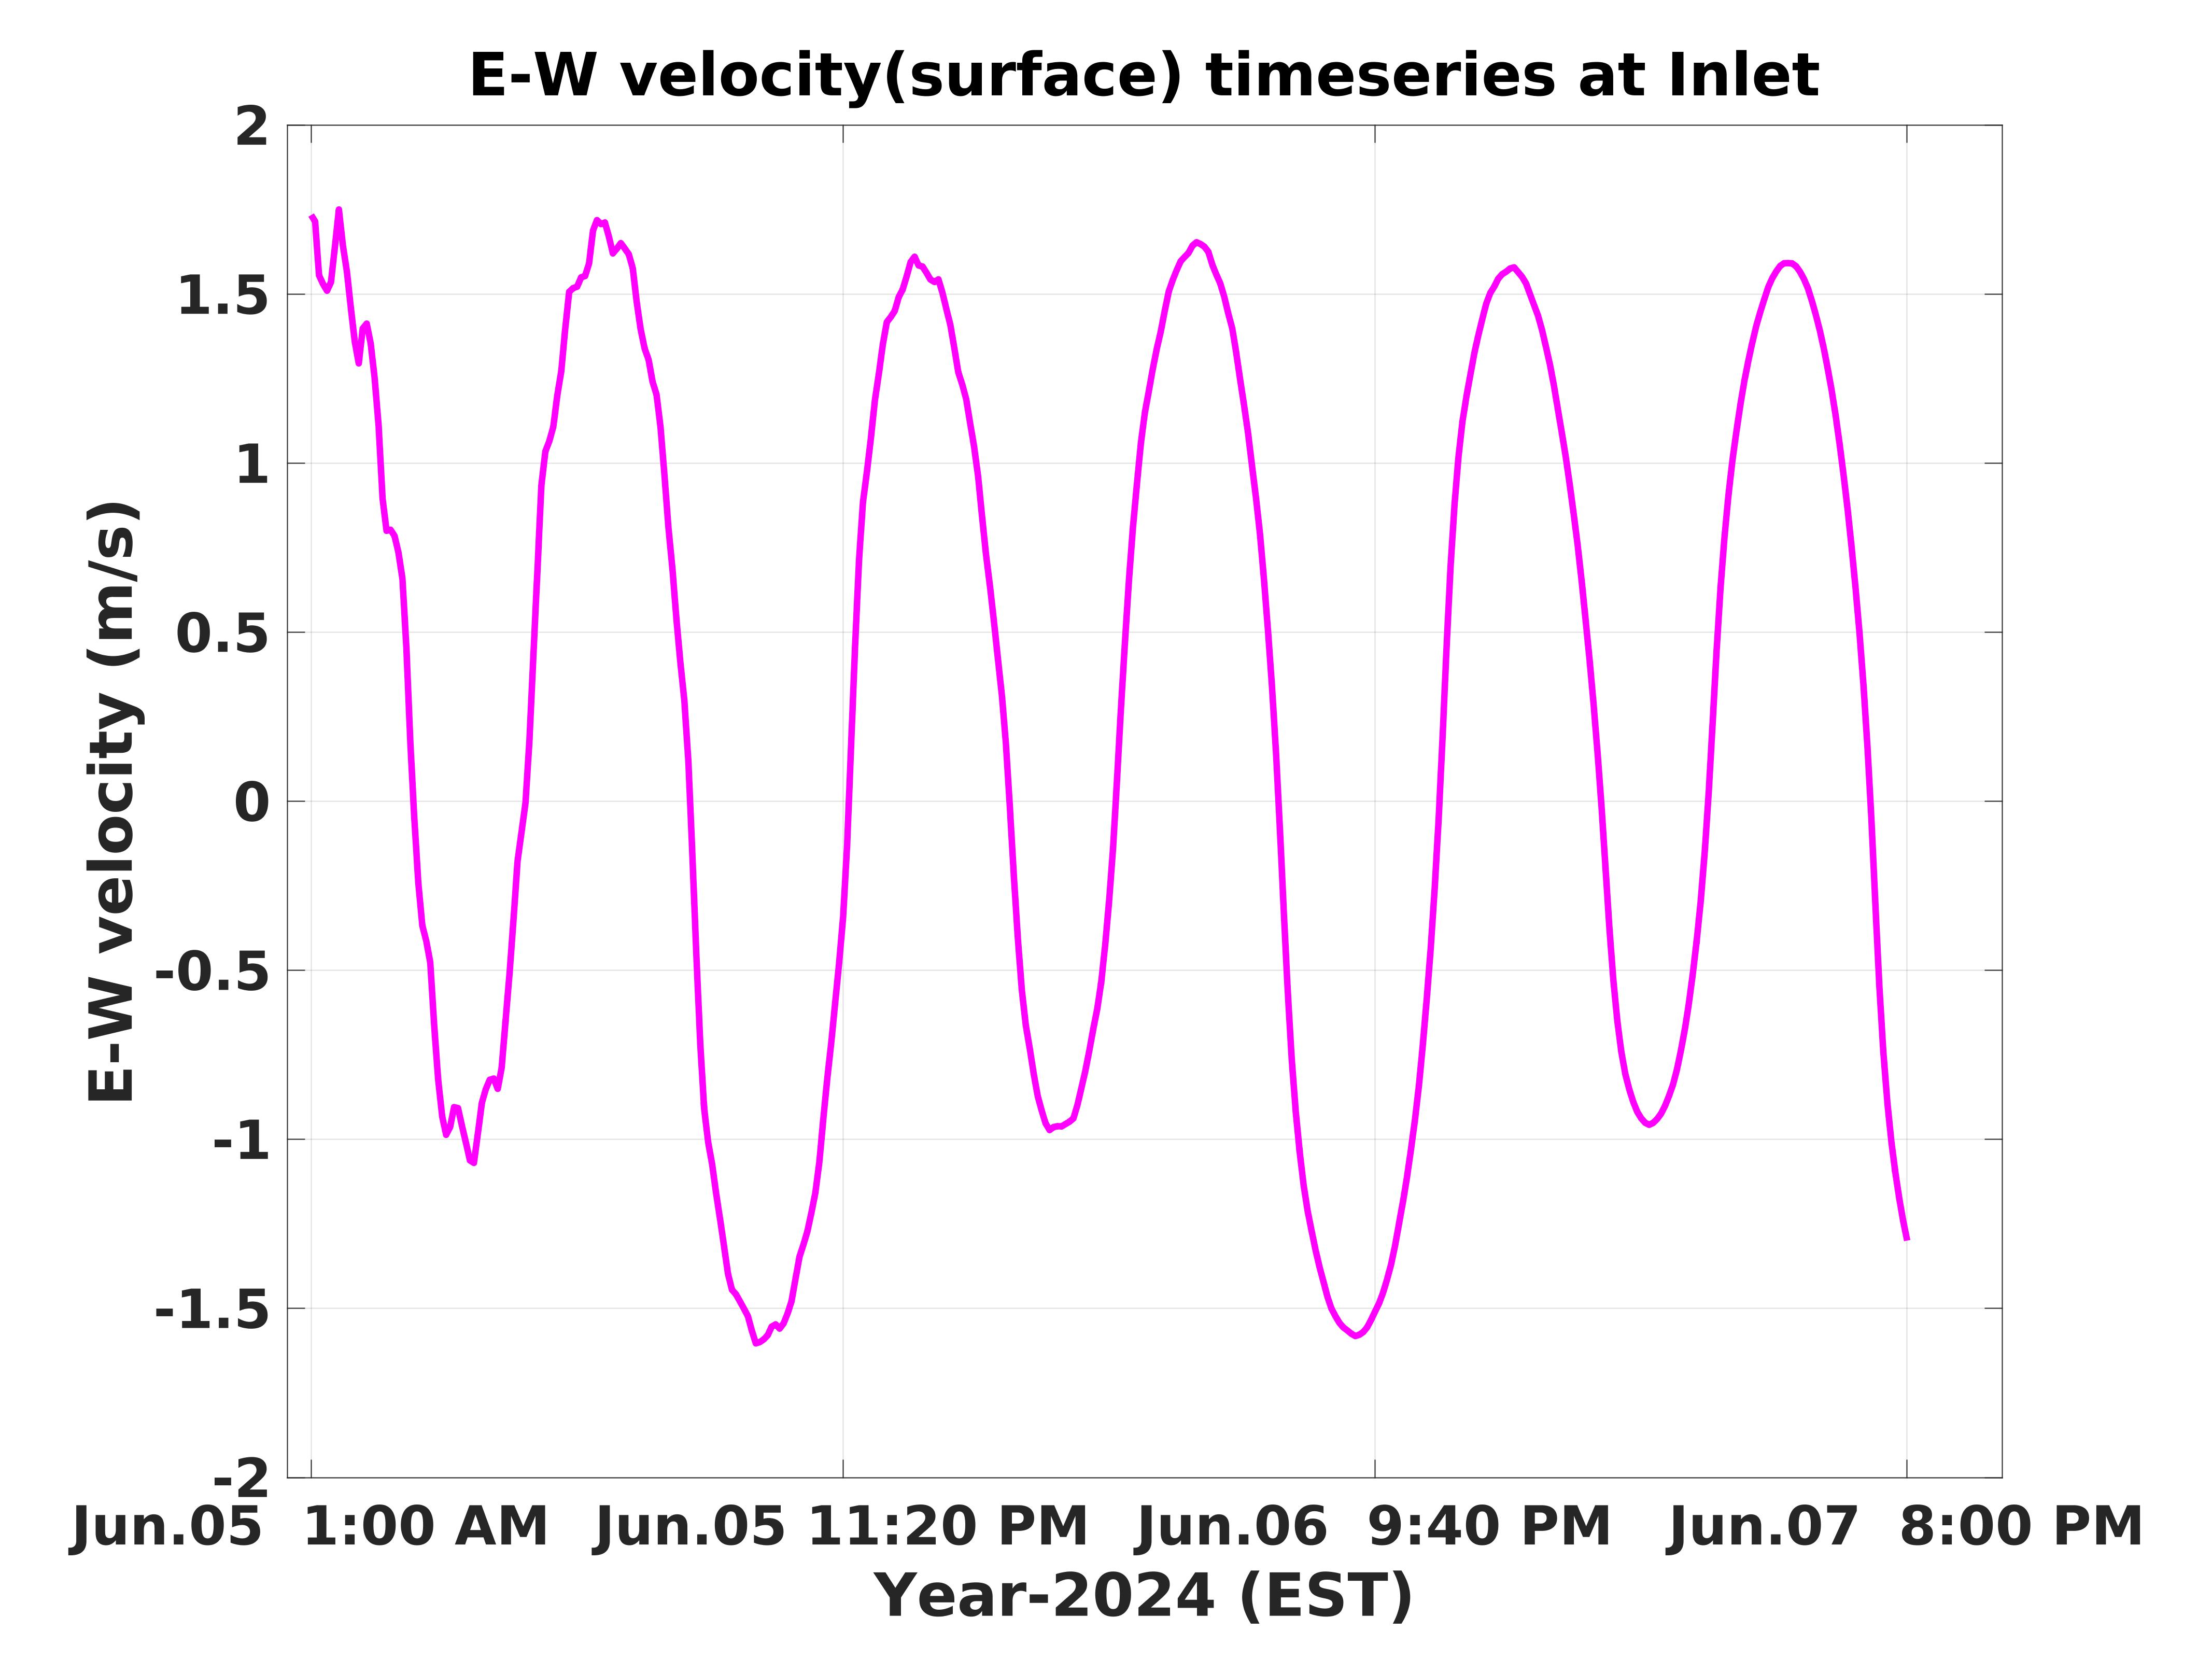 E-W velocity(surface) timeseries at Inlet
E-W velocity (m/s)
2
1.5
1
0.5
0
-0.5
-1
-1.5
-2
Jun.05 1:00 AM Jun.05 11:20 PM Jun.06 9:40 PM Jun.07 8:00 PM
Year-2024 (EST)